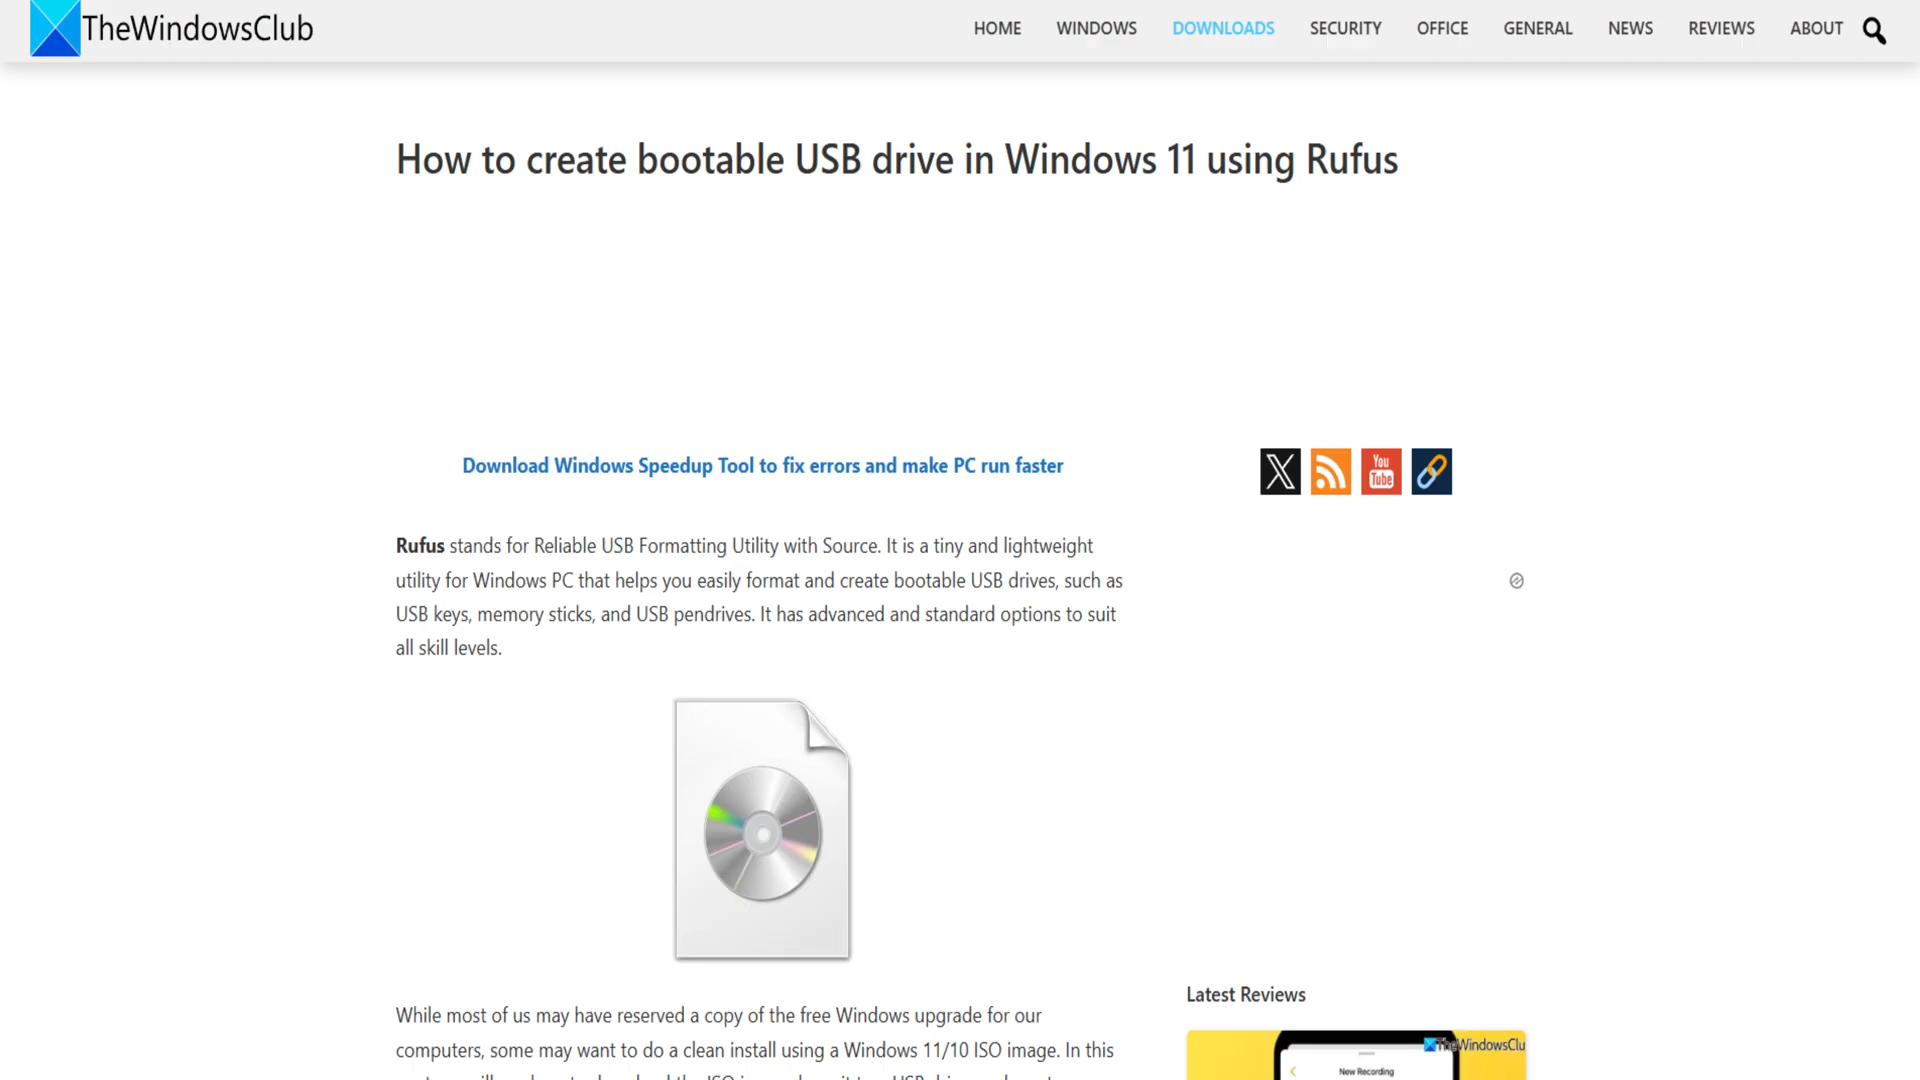 TheWindowsClub
HOME WINDOWS DOWNLOADS SECURITY OFFICE GENERAL NEWS REVIEWS ABOUT
How to create bootable USB drive in Windows 11 using Rufus
Download Windows Speedup Tool to fix errors and make PC run faster
You
Tube
Rufus stands for Reliable USB Formatting Utility with Source. It is a tiny and lightweight
utility for Windows PC that helps you easily format and create bootable USB drives, such as
USB keys, memory sticks, and USB pendrives. It has advanced and standard options to suit
all skill levels.
While most of us may have reserved a copy of the free Windows upgrade for our
computers, some may want to do a clean install using a Windows 11/10 ISO image. In this
Latest Reviews
TheWindowsClu
New Recording